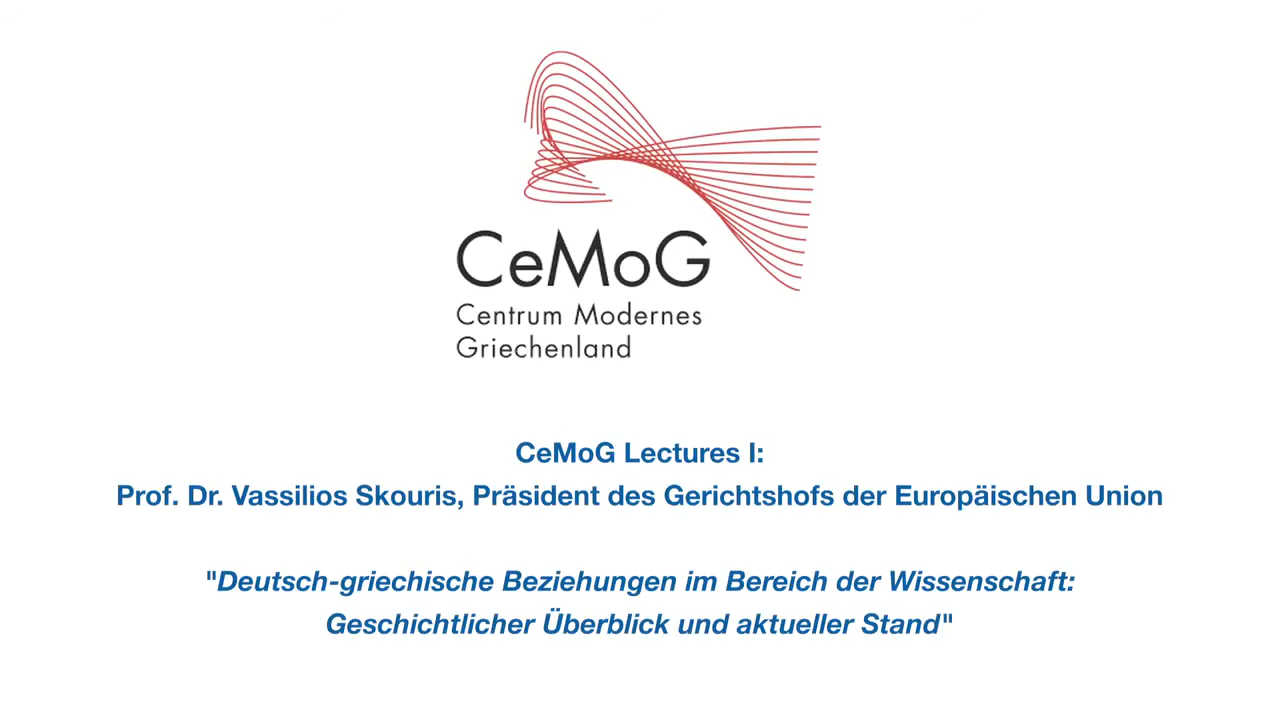 CeMoG
Centrum Modernes
Griechenland
CeMoG Lectures I:
Prof. Dr. Vassilios Skouris, Präsident des Gerichtshofs der Europäischen Union
"Deutsch-griechische Beziehungen im Bereich der Wissenschaft:
Geschichtlicher Überblick und aktueller Stand"